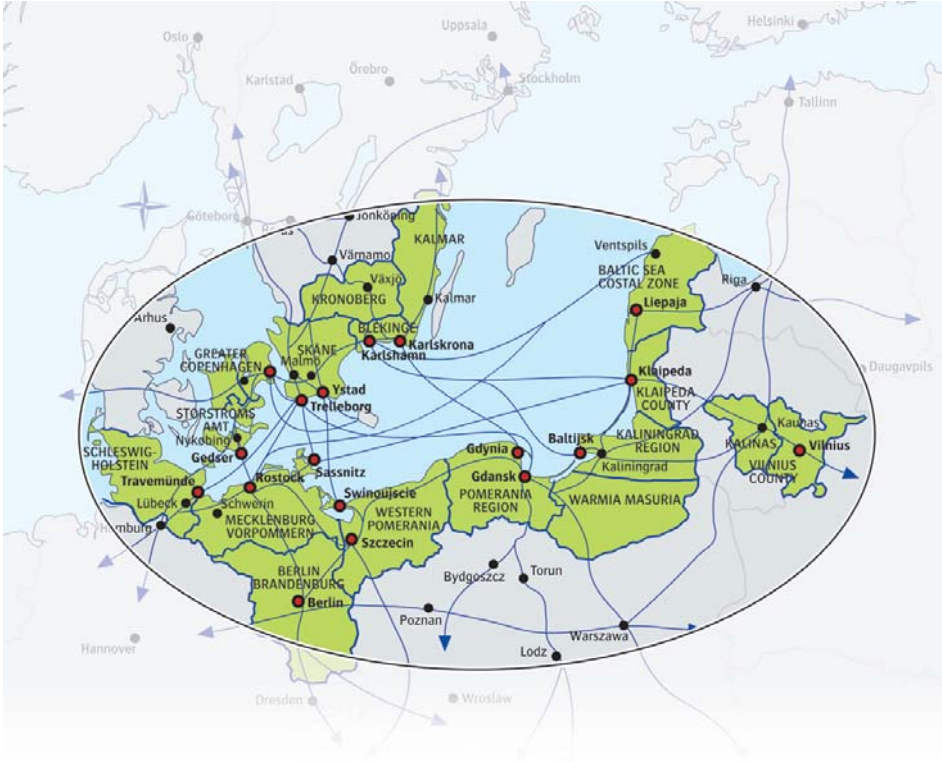 Oslo
Uppsala
Helsinki
Karlstad
Örebro
Stockholm
Tallinn
Göteborg
Jonköping
KALMAR
Värnamo
Växjö
KRONOBERG
Kalmar
Ventspils
BALTIC SEA
COSTAL ZONE
Riga
Liepaja
Arhus
BLEKINGE
Karlskrona
Karlshamn
GREATER
COPENHAGEN
SKÅNE
Malmö
Ystad
Trelleborg
Klaipeda
KLAIPEDA
COUNTY
Daugavpils
STORSTRØMS
AMT
Nykøbing
Gedser
SCHLESWIG-
HOLSTEIN
Travemünde
Lübeck
Hamburg
Rostock
Schwerin
MECKLENBURG
VORPOMMERN
Sassnitz
Swinoujscie
WESTERN
POMERANIA
Szczecin
Gdynia
Gdansk
POMERANIA
REGION
Baltijsk
KALININGRAD
REGION
Kaliningrad
WARMIA MASURIA
Kaunas
KALINAS
Vilnius
VILNIUS
COUNTY
BERLIN
BRANDENBURG
Berlin
Bydgoszcz
Torun
Poznan
Warszawa
Lodz
Hannover
Dresden
Wroslaw